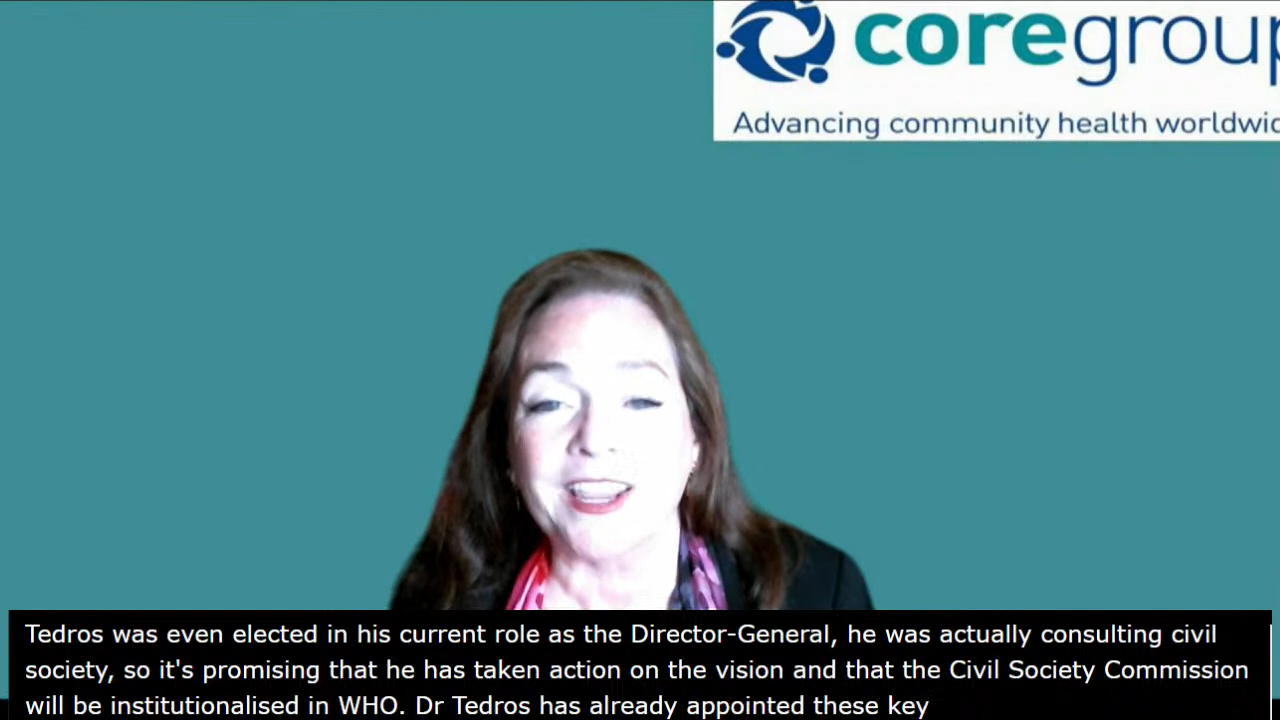 coregroup
Advancing community health worldwid
Tedros was even elected in his current role as the Director-General, he was actually consulting civil
society, so it's promising that he has taken action on the vision and that the Civil Society Commission
will be institutionalised in WHO. Dr Tedros has already appointed these key